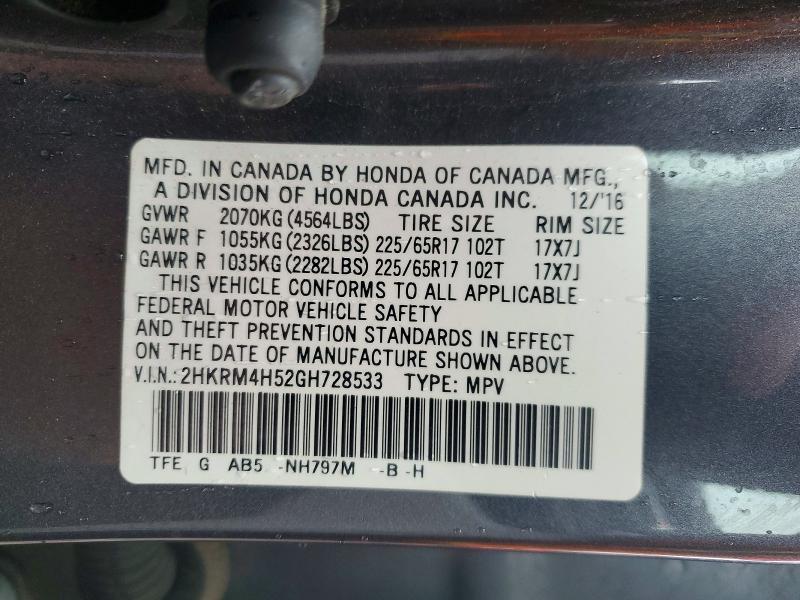 MFD. IN CANADA BY HONDA OF CANADA MFG.,
A DIVISION OF HONDA CANADA INC. 12/'16
GVWR 2070KG (4564LBS) TIRE SIZE RIM SIZE
GAWR F 1055KG (2326LBS) 225/65R17 102T 17X7J
GAWR R 1035KG (2282LBS) 225/65R17 102T 17X7J
THIS VEHICLE CONFORMS TO ALL APPLICABLE
FEDERAL MOTOR VEHICLE SAFETY
AND THEFT PREVENTION STANDARDS IN EFFECT
ON THE DATE OF MANUFACTURE SHOWN ABOVE.
V.I.N.: 2HKRM4H52GH728533 TYPE: MPV
TFE G AB5 -NH797M -B -H